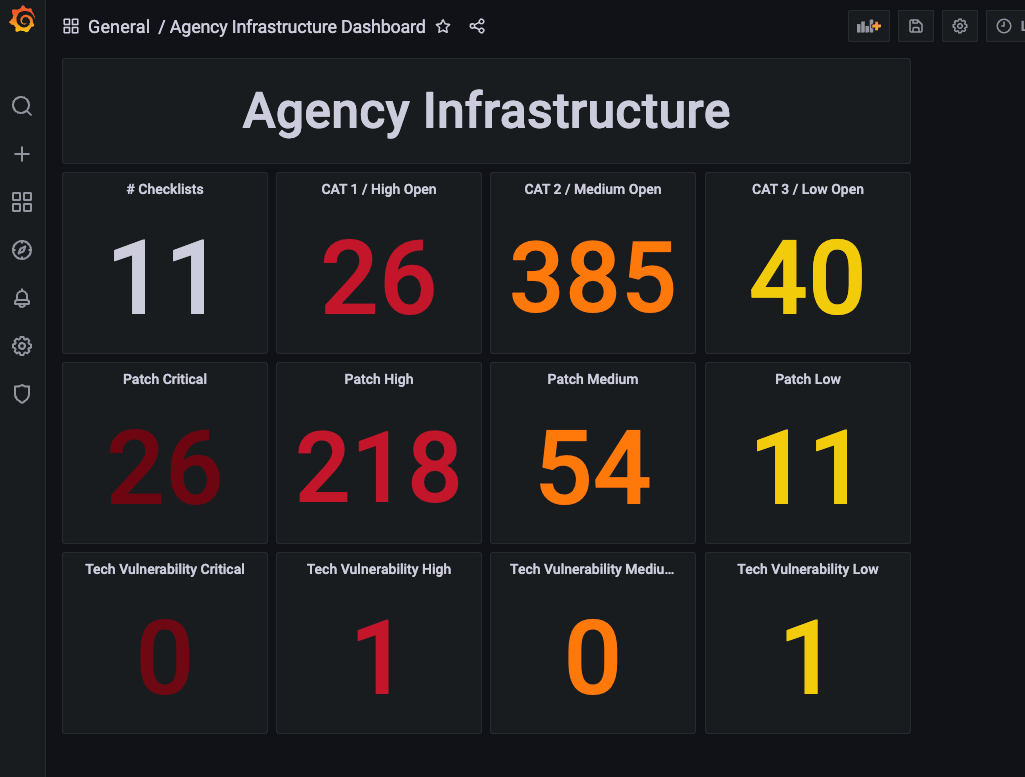 General / Agency Infrastructure Dashboard
Agency Infrastructure
# Checklists
11
CAT 1 / High Open
26
CAT 2 / Medium Open
385
CAT 3 / Low Open
40
Patch Critical
26
Patch High
218
Patch Medium
54
Patch Low
11
Tech Vulnerability Critical
0
Tech Vulnerability High
1
Tech Vulnerability Mediu...
0
Tech Vulnerability Low
1